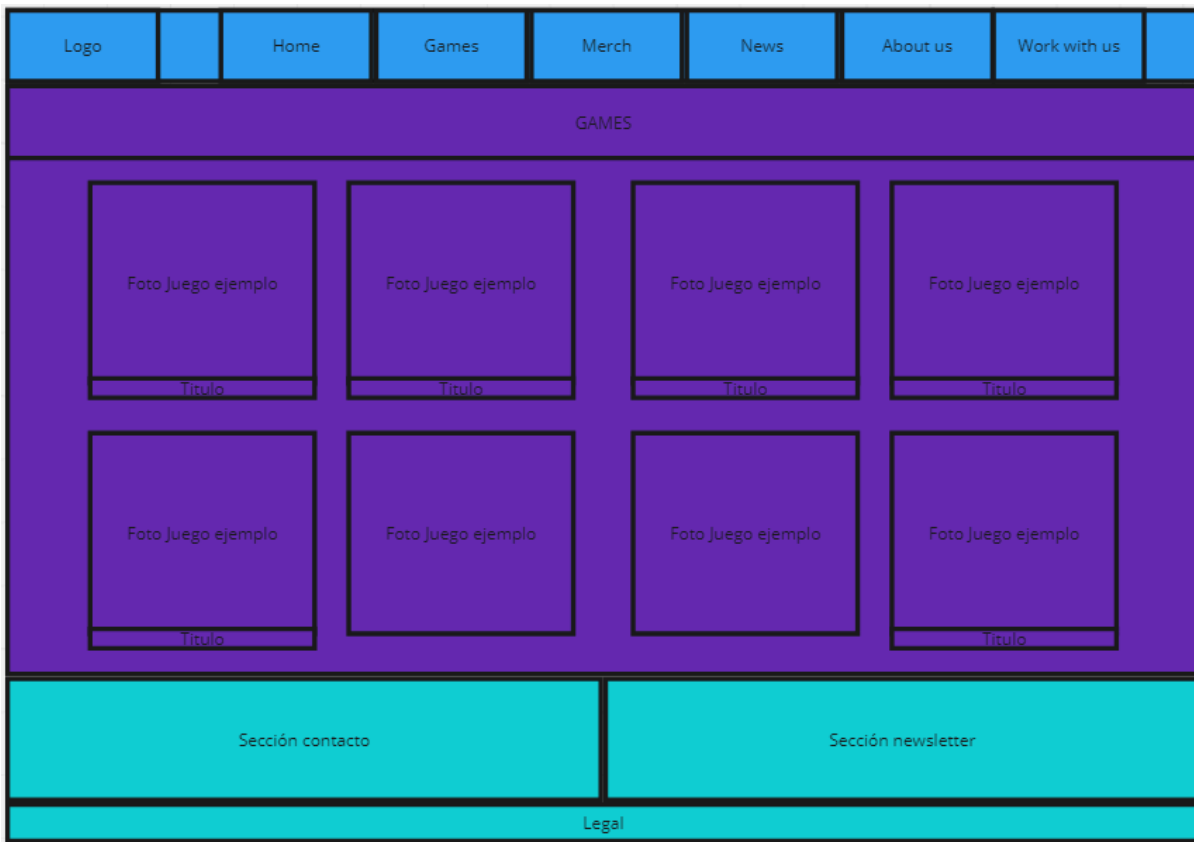 Logo
Home
Games
Merch
News
About us
Work with us
GAMES
Foto Juego ejemplo
Foto Juego ejemplo
Foto Juego ejemplo
Foto Juego ejemplo
Titulo
Titulo
Titulo
Titulo
Foto Juego ejemplo
Foto Juego ejemplo
Foto Juego ejemplo
Foto Juego ejemplo
Titulo
Titulo
Sección contacto
Sección newsletter
Legal